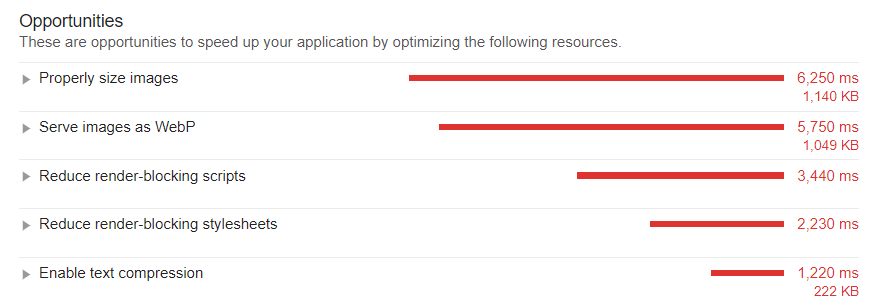 Opportunities
These are opportunities to speed up your application by optimizing the following resources.
Properly size images 6,250 ms
1,140 KB
Serve images as WebP 5,750 ms
1,049 KB
Reduce render-blocking scripts 3,440 ms
Reduce render-blocking stylesheets 2,230 ms
Enable text compression 1,220 ms
222 KB